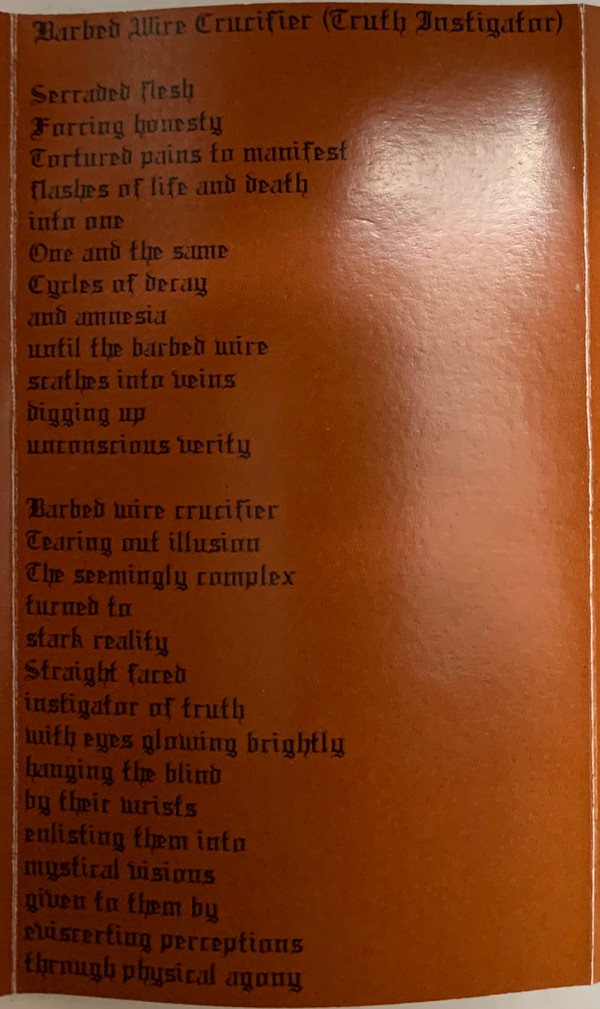 Barbed Wire Crucifier (Truth Instigator)
Serraded flesh
Forcing honesty
Tortured pains to manifest
flashes of life and death
into one
One and the same
Cycles of decay
and amnesia
until the barbed wire
scathes into veins
digging up
unconscious verity
Barbed wire crucifier
Tearing out illusion
The seemingly complex
turned to
stark reality
Straight faced
instigator of truth
with eyes glowing brightly
hanging the blind
by their wrists
enlisting them into
mystical visions
given to them by
eviscerting perceptions
through physical agony